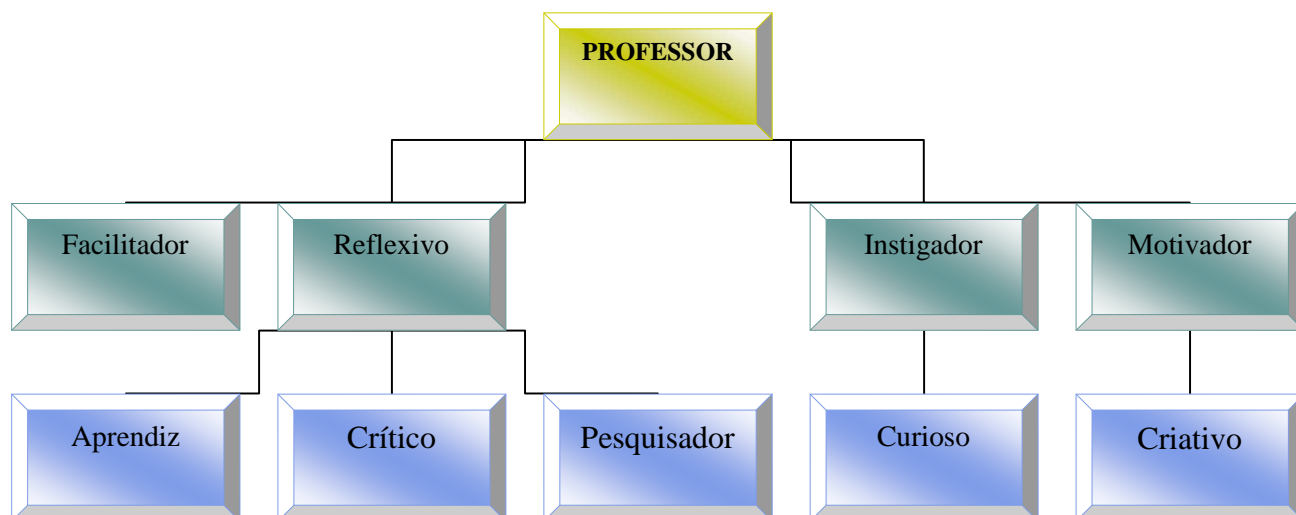 PROFESSOR
Facilitador
Reflexivo
Instigador
Motivador
Aprendiz
Crítico
Pesquisador
Curioso
Criativo